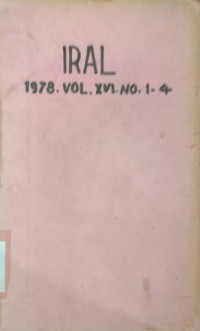 IRAL
1978. VOL. XVI. NO. 1-4